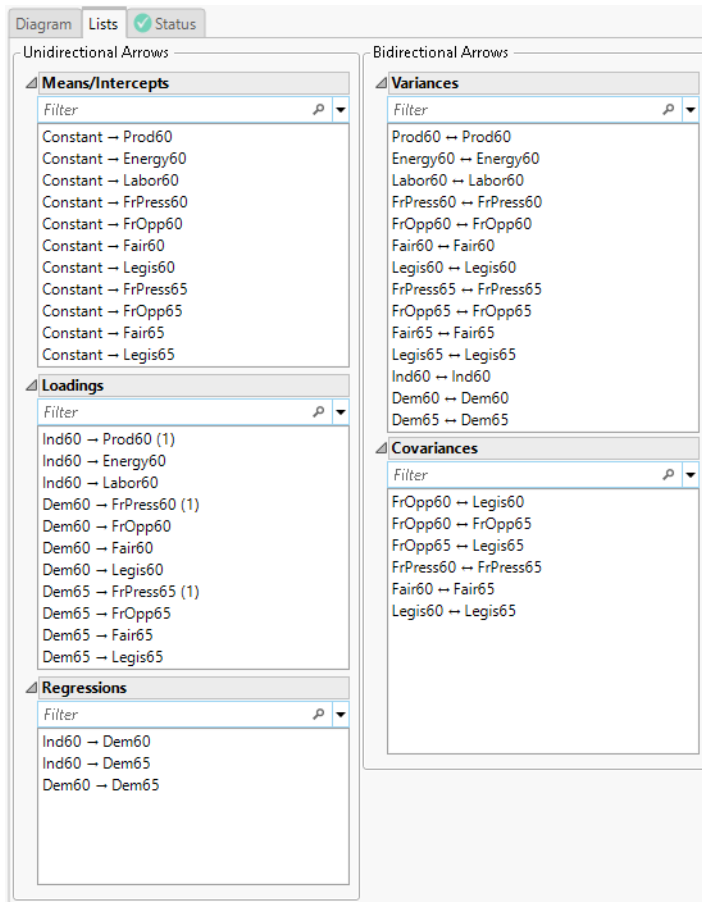 Diagram Lists Status
Unidirectional Arrows
Means/Intercepts
Filter
Constant → Prod60
Constant → Energy60
Constant → Labor60
Constant → FrPress60
Constant → FrOpp60
Constant → Fair60
Constant → Legis60
Constant → FrPress65
Constant → FrOpp65
Constant → Fair65
Constant → Legis65
Loadings
Filter
Ind60 → Prod60 (1)
Ind60 → Energy60
Ind60 → Labor60
Dem60 → FrPress60 (1)
Dem60 → FrOpp60
Dem60 → Fair60
Dem60 → Legis60
Dem65 → FrPress65 (1)
Dem65 → FrOpp65
Dem65 → Fair65
Dem65 → Legis65
Regressions
Filter
Ind60 → Dem60
Ind60 → Dem65
Dem60 → Dem65
Bidirectional Arrows
Variances
Filter
Prod60 ↔ Prod60
Energy60 ↔ Energy60
Labor60 ↔ Labor60
FrPress60 ↔ FrPress60
FrOpp60 ↔ FrOpp60
Fair60 ↔ Fair60
Legis60 ↔ Legis60
FrPress65 ↔ FrPress65
FrOpp65 ↔ FrOpp65
Fair65 ↔ Fair65
Legis65 ↔ Legis65
Ind60 ↔ Ind60
Dem60 ↔ Dem60
Dem65 ↔ Dem65
Covariances
Filter
FrOpp60 ↔ Legis60
FrOpp60 ↔ FrOpp65
FrOpp65 ↔ Legis65
FrPress60 ↔ FrPress65
Fair60 ↔ Fair65
Legis60 ↔ Legis65